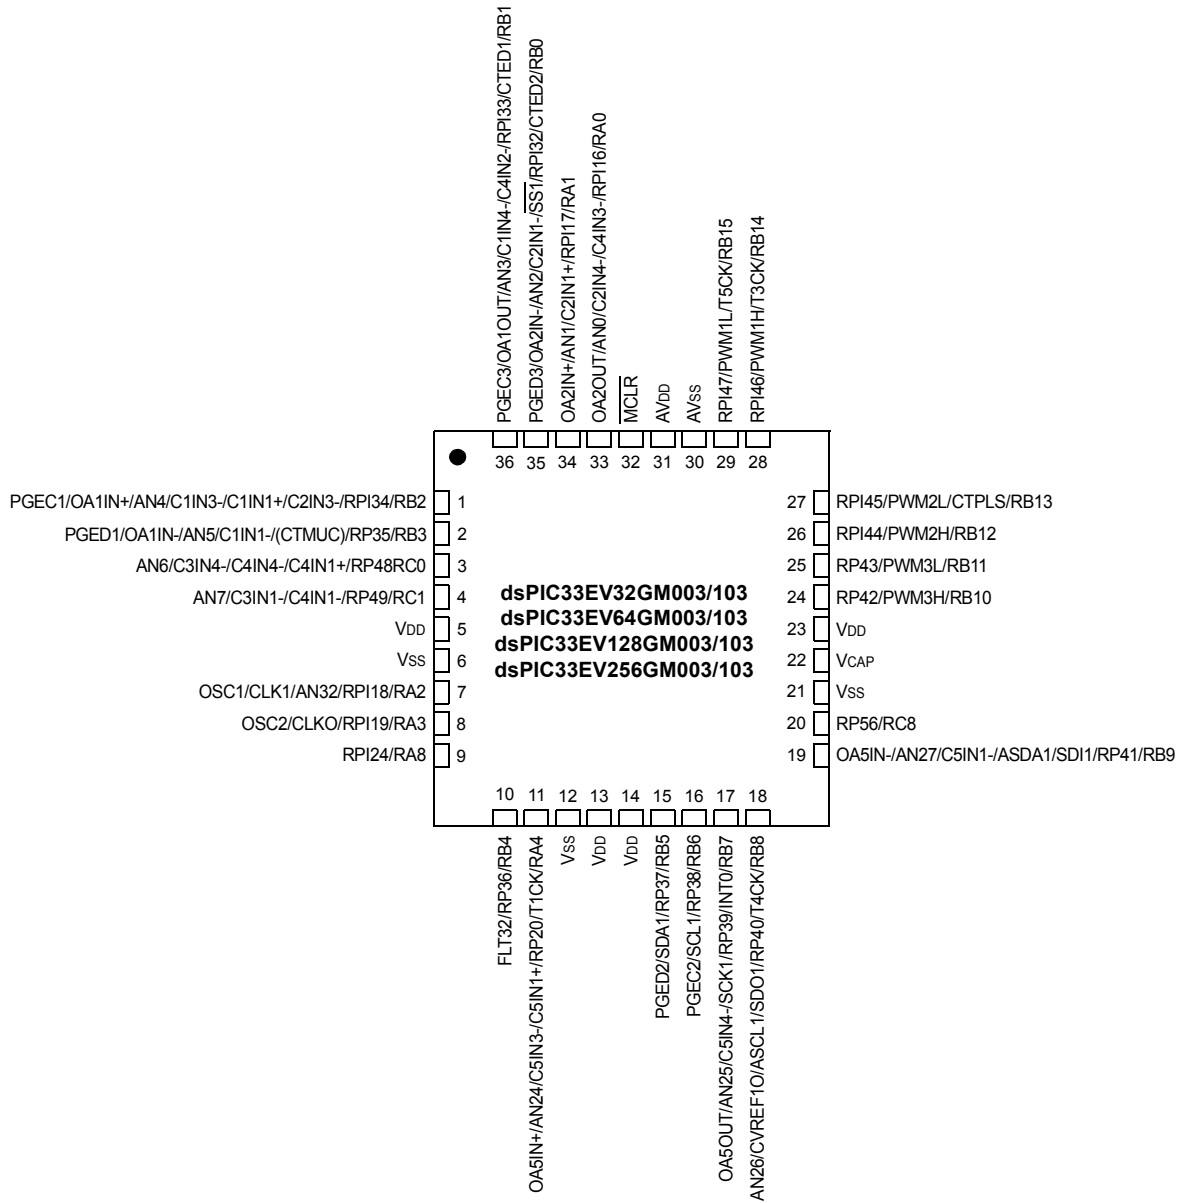 PGEC3/OA1OUT/AN3/C1IN4-/C4IN2-/RPI33/CTED1/RB1
PGED3/OA2IN-/AN2/C2IN1-/SS1/RPI32/CTED2/RB0
OA2IN+/AN1/C2IN1+/RPI17/RA1
OA2OUT/AN0/C2IN4-/C4IN3-/RPI16/RA0
MCLR
AVDD
AVSS
RPI47/PWM1L/T5CK/RB15
RPI46/PWM1H/T3CK/RB14
36 35 34 33 32 31 30 29 28
PGEC1/OA1IN+/AN4/C1IN3-/C1IN1+/C2IN3-/RPI34/RB2 1
PGED1/OA1IN-/AN5/C1IN1-/(CTMUC)/RP35/RB3 2
AN6/C3IN4-/C4IN4-/C4IN1+/RP48RC0 3
AN7/C3IN1-/C4IN1-/RP49/RC1 4
VDD 5
VSS 6
OSC1/CLK1/AN32/RPI18/RA2 7
OSC2/CLKO/RPI19/RA3 8
RPI24/RA8 9
dsPIC33EV32GM003/103
dsPIC33EV64GM003/103
dsPIC33EV128GM003/103
dsPIC33EV256GM003/103
27 RPI45/PWM2L/CTPLS/RB13
26 RPI44/PWM2H/RB12
25 RP43/PWM3L/RB11
24 RP42/PWM3H/RB10
23 VDD
22 VCAP
21 VSS
20 RP56/RC8
19 OA5IN-/AN27/C5IN1-/ASDA1/SDI1/RP41/RB9
10 11 12 13 14 15 16 17 18
FLT32/RP36/RB4
OA5IN+/AN24/C5IN3-/C5IN1+/RP20/T1CK/RA4
VSS
VDD
VDD
PGED2/SDA1/RP37/RB5
PGEC2/SCL1/RP38/RB6
OA5OUT/AN25/C5IN4-/SCK1/RP39/INT0/RB7
AN26/CVREF1O/ASCL1/SDO1/RP40/T4CK/RB8